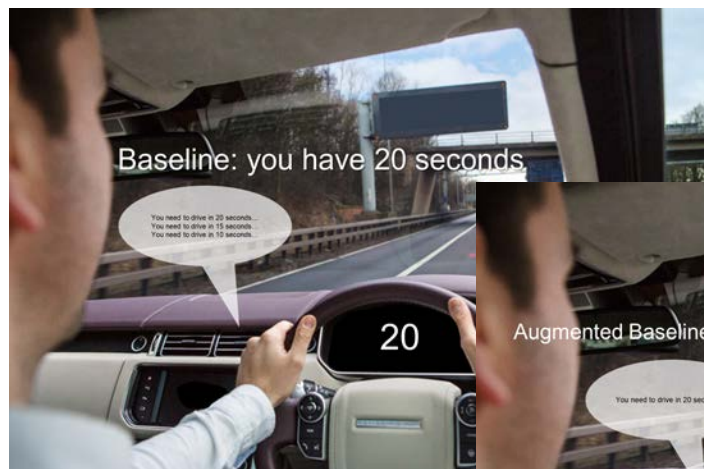 Baseline: you have 20 seconds
You need to drive in 20 seconds...
You need to drive in 15 seconds...
You need to drive in 10 seconds...
20
Augmented Baseline
You need to drive in 20